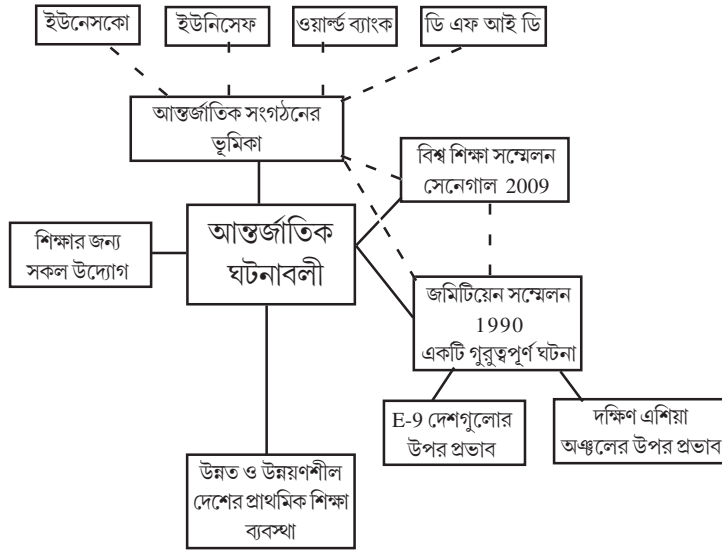 ইউনেসকো
ইউনিসেফ
ওয়ার্ল্ড ব্যাংক
ডি এফ আই ডি
আন্তর্জাতিক সংগঠনের
ভূমিকা
বিশ্ব শিক্ষা সম্মেলন
সেনেগাল 2009
আন্তর্জাতিক
ঘটনাবলী
শিক্ষার জন্য
সকল উদ্যোগ
জমিটিয়েন সম্মেলন
1990
একটি গুরুত্বপূর্ণ ঘটনা
E-9 দেশগুলোর
উপর প্রভাব
দক্ষিণ এশিয়া
অঞ্চলের উপর প্রভাব
উন্নত ও উন্নয়ণশীল
দেশের প্রাথমিক শিক্ষা
ব্যবস্থা